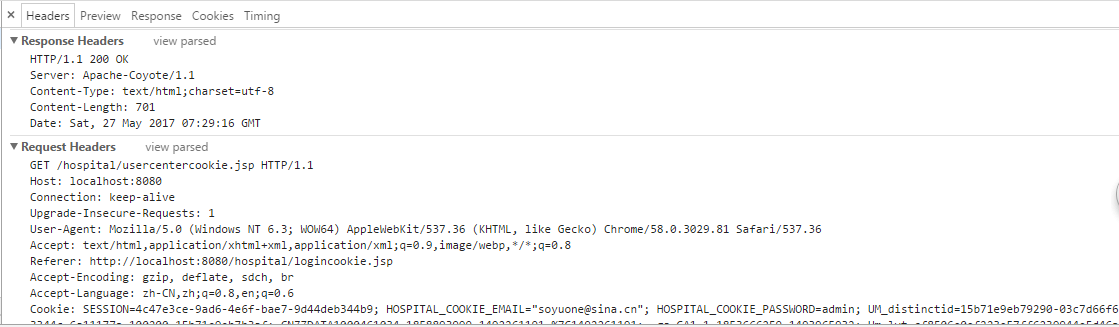 × Headers Preview Response Cookies Timing
▼ Response Headers view parsed
HTTP/1.1 200 OK
Server: Apache-Coyote/1.1
Content-Type: text/html;charset=utf-8
Content-Length: 701
Date: Sat, 27 May 2017 07:29:16 GMT
▼ Request Headers view parsed
GET /hospital/usercentercookie.jsp HTTP/1.1
Host: localhost:8080
Connection: keep-alive
Upgrade-Insecure-Requests: 1
User-Agent: Mozilla/5.0 (Windows NT 6.3; WOW64) AppleWebKit/537.36 (KHTML, like Gecko) Chrome/58.0.3029.81 Safari/537.36
Accept: text/html,application/xhtml+xml,application/xml;q=0.9,image/webp,*/*;q=0.8
Referer: http://localhost:8080/hospital/logincookie.jsp
Accept-Encoding: gzip, deflate, sdch, br
Accept-Language: zh-CN,zh;q=0.8,en;q=0.6
Cookie: SESSION=4c47e3ce-9ad6-4e6f-bae7-9d44deb344b9; HOSPITAL_COOKIE_EMAIL="soyuone@sina.cn"; HOSPITAL_COOKIE_PASSWORD=admin; UM_distinctid=15b71e9eb79290-03c7d66f6